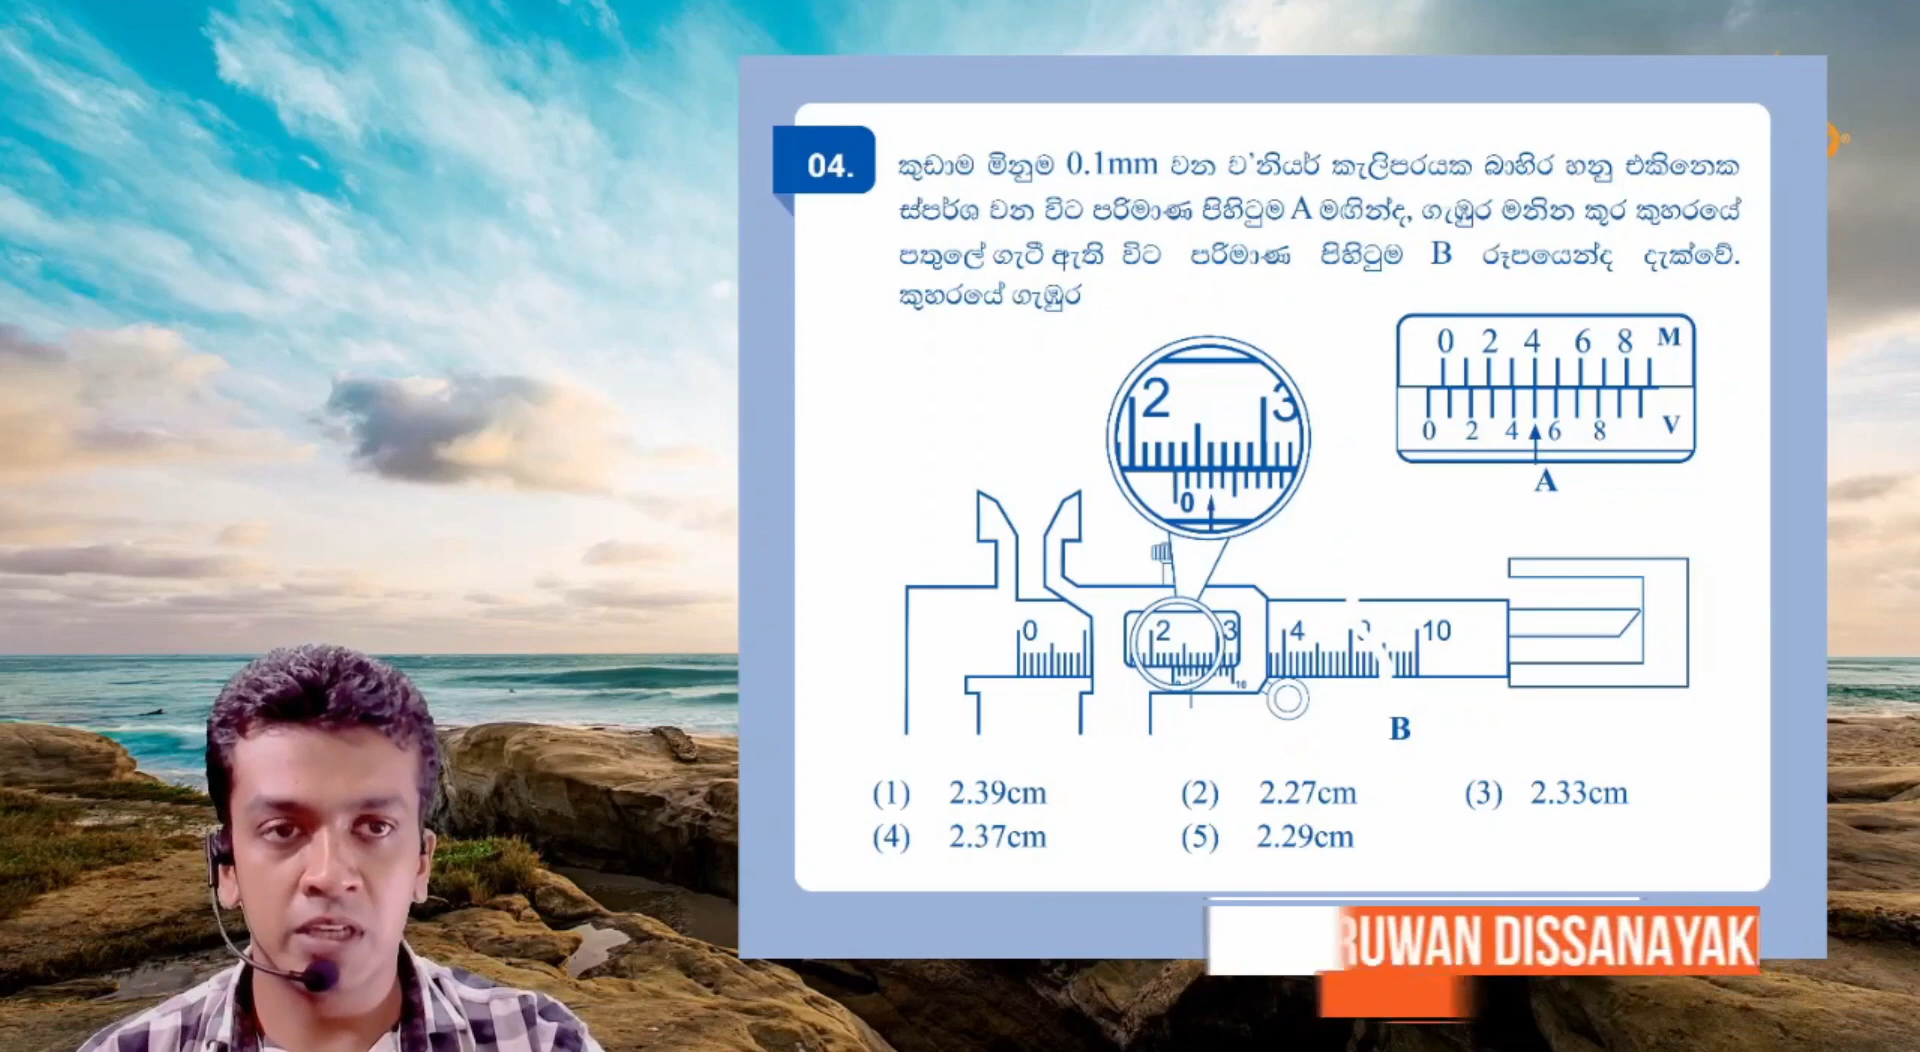 04.
කුඩාම මිනුම 0.1mm වන ව’නියර් කැලිපරයක බාහිර හනු එකිනෙක
ස්පර්ශ වන විට පරිමාණ පිහිටුම A මඟින්ද, ගැඹුර මනින කූර කුහරයේ
පතුලේ ගැටී ඇති විට පරිමාණ පිහිටුම B රූපයෙන්ද දැක්වේ.
කුහරයේ ගැඹුර
0 2 4 6 8 M
0 2 4 6 8 V
A
2 3
0
0 2 3 4 10
10
B
(1) 2.39cm (2) 2.27cm (3) 2.33cm
(4) 2.37cm (5) 2.29cm
RUWAN DISSANAYAK